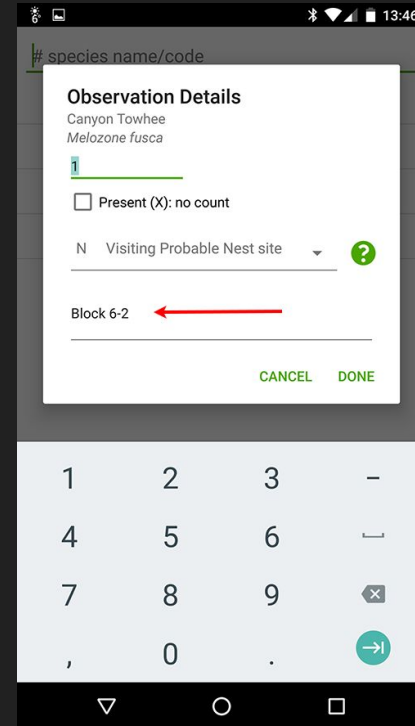 6° 13:46
# species name/code
Observation Details
Canyon Towhee
Melozone fusca
1
Present (X): no count
N Visiting Probable Nest site ?
Block 6-2
CANCEL DONE
1 2 3 -
4 5 6
7 8 9
, 0 .